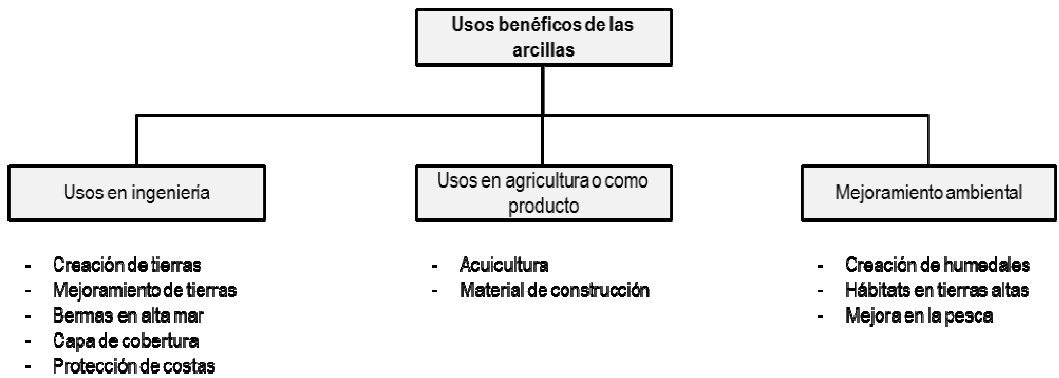 Usos benéficos de las
arcillas
Usos en ingeniería
Usos en agricultura o como
producto
Mejoramiento ambiental
- Creación de tierras
- Mejoramiento de tierras
- Bermas en alta mar
- Capa de cobertura
- Protección de costas
- Acuicultura
- Material de construcción
- Creación de humedales
- Hábitats en tierras altas
- Mejora en la pesca